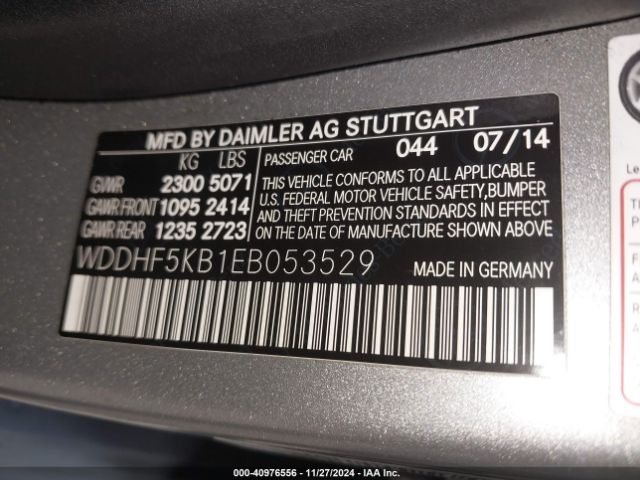 MFD BY DAIMLER AG STUTTGART
KG LBS
PASSENGER CAR 044 07/14
GVWR 2300 5071
GAWR FRONT 1095 2414
GAWR REAR 1235 2723
THIS VEHICLE CONFORMS TO ALL APPLICABLE
U.S. FEDERAL MOTOR VEHICLE SAFETY, BUMPER
AND THEFT PREVENTION STANDARDS IN EFFECT
ON THE DATE OF MANUFACTURE SHOWN ABOVE
WDDHF5KB1EB053529
MADE IN GERMANY
000-40976556 - 11/27/2024 - IAA Inc.